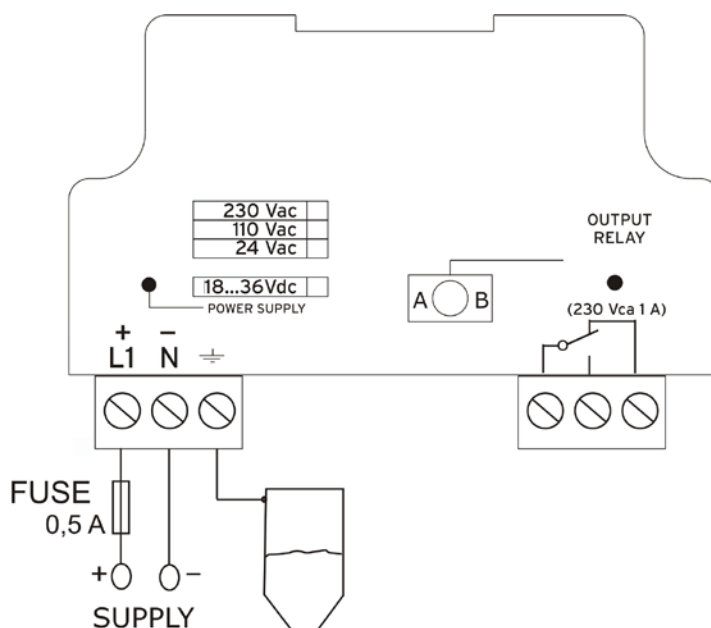 230 Vac
110 Vac
24 Vac
18...36Vdc
POWER SUPPLY
OUTPUT
RELAY
A B
(230 Vca 1 A)
+ −
L1 N
FUSE
0,5 A
+ −
SUPPLY